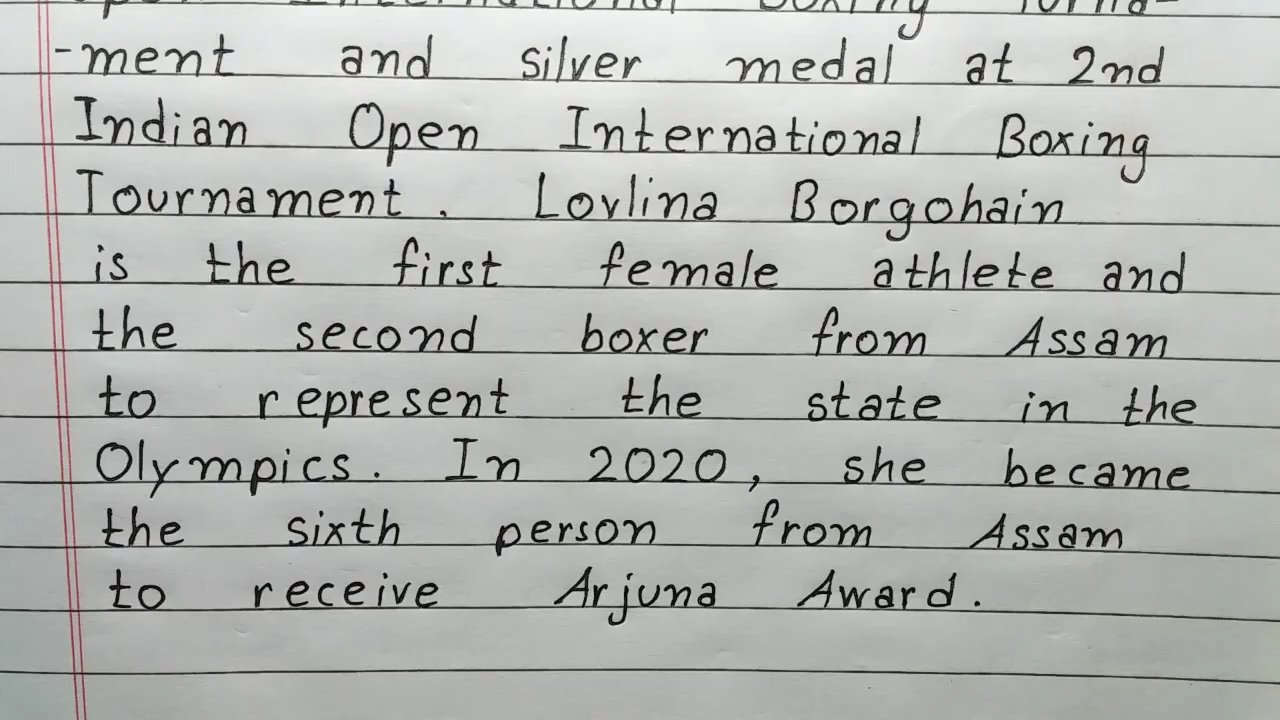 International Boxing
-ment and silver medal at 2nd
Indian Open International Boxing
Tournament. Lovlina Borgohain
is the first female athlete and
the second boxer from Assam
to represent the state in the
Olympics. In 2020, she became
the sixth person from Assam
to receive Arjuna Award.